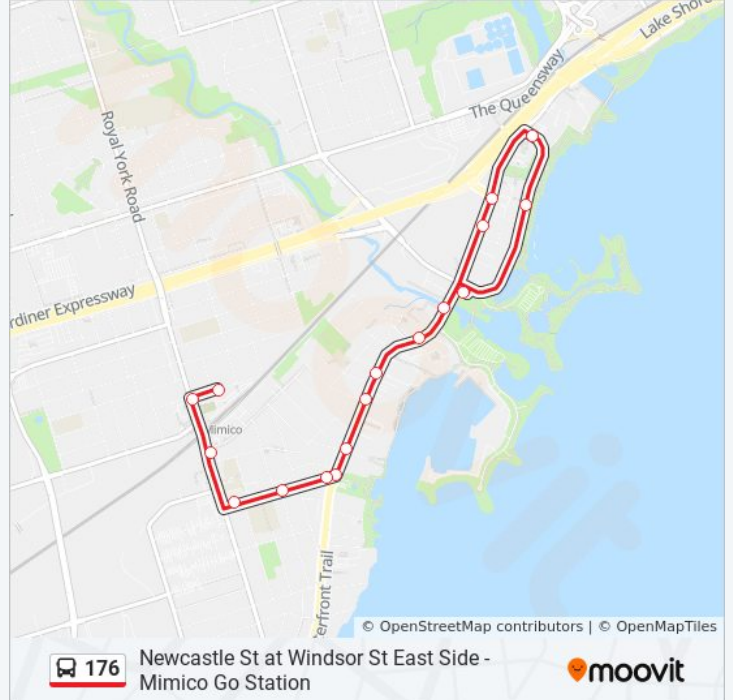 Lake Shore
The Queensway
Royal York Road
rdiner Expressway
Mimico
erfront Trail
© OpenStreetMap contributors | © OpenMapTiles
176
Newcastle St at Windsor St East Side -
Mimico Go Station
moovit